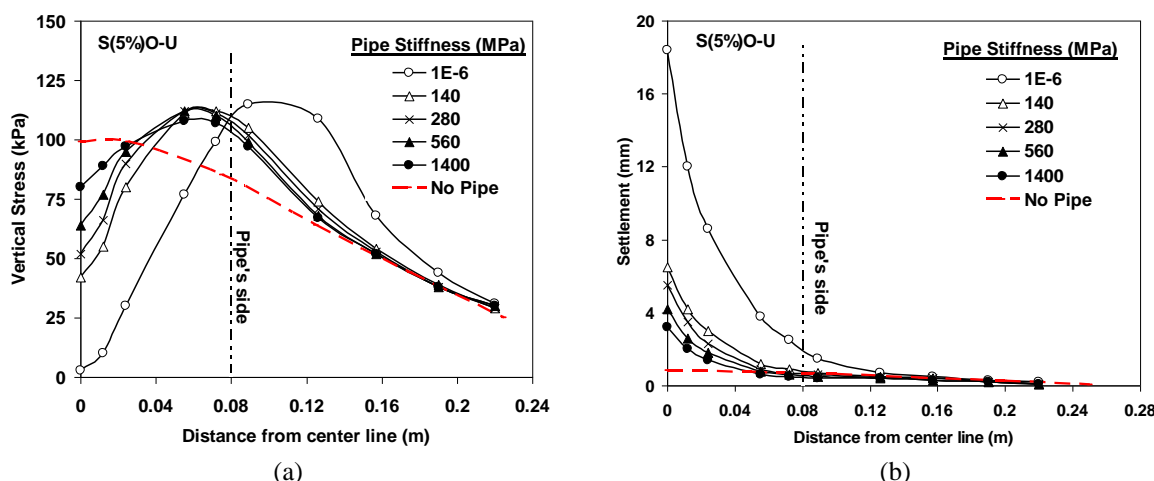 S(5%)O-U
Pipe Stiffness (MPa)
1E-6
140
280
560
1400
No Pipe
Pipe's side
Vertical Stress (kPa)
150
125
100
75
50
25
0
0 0.04 0.08 0.12 0.16 0.2 0.24
Distance from center line (m)
(a)
S(5%)O-U
Pipe Stiffness (MPa)
1E-6
140
280
560
1400
No Pipe
Pipe's side
Settlement (mm)
20
16
12
8
4
0
0 0.04 0.08 0.12 0.16 0.2 0.24 0.28
Distance from center line (m)
(b)